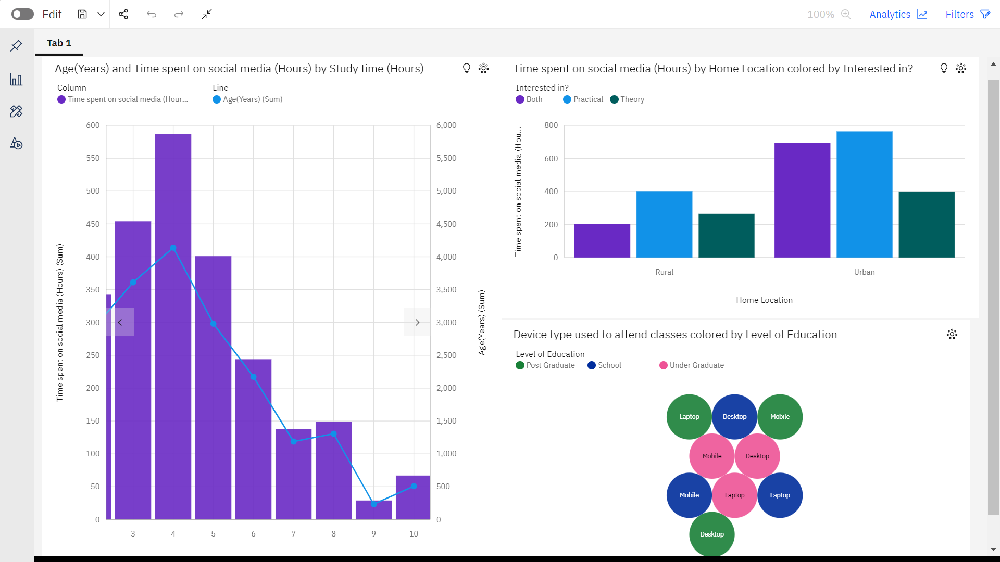 Edit
100%
Analytics
Filters
Tab 1
Age(Years) and Time spent on social media (Hours) by Study time (Hours)
Column
Line
Time spent on social media (Hour...
Age(Years) (Sum)
600
550
500
450
400
350
300
250
200
150
100
50
0
6,000
5,500
5,000
4,500
4,000
3,500
3,000
2,500
2,000
1,500
1,000
500
0
Time spent on social media (Hours) (Sum)
Age(Years) (Sum)
3 4 5 6 7 8 9 10
Time spent on social media (Hours) by Home Location colored by Interested in?
Interested in?
Both Practical Theory
Time spent on social media (Hou...
800
600
400
200
0
Rural Urban
Home Location
Device type used to attend classes colored by Level of Education
Level of Education
Post Graduate School Under Graduate
Laptop Desktop Mobile
Mobile Desktop
Mobile Laptop Laptop
Desktop